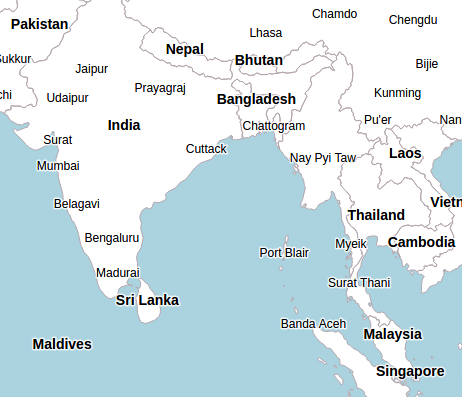 Chamdo
Chengdu
Pakistan
Lhasa
Nepal
Bhutan
Sukkur
Bijie
Jaipur
Prayagraj
Kunming
Udaipur
Bangladesh
Pu'er
Nan
India
Chattogram
Surat
Cuttack
Laos
Mumbai
Nay Pyi Taw
Belagavi
Vietn
Thailand
Bengaluru
Myeik
Cambodia
Port Blair
Madurai
Surat Thani
Sri Lanka
Banda Aceh
Malaysia
Maldives
Singapore